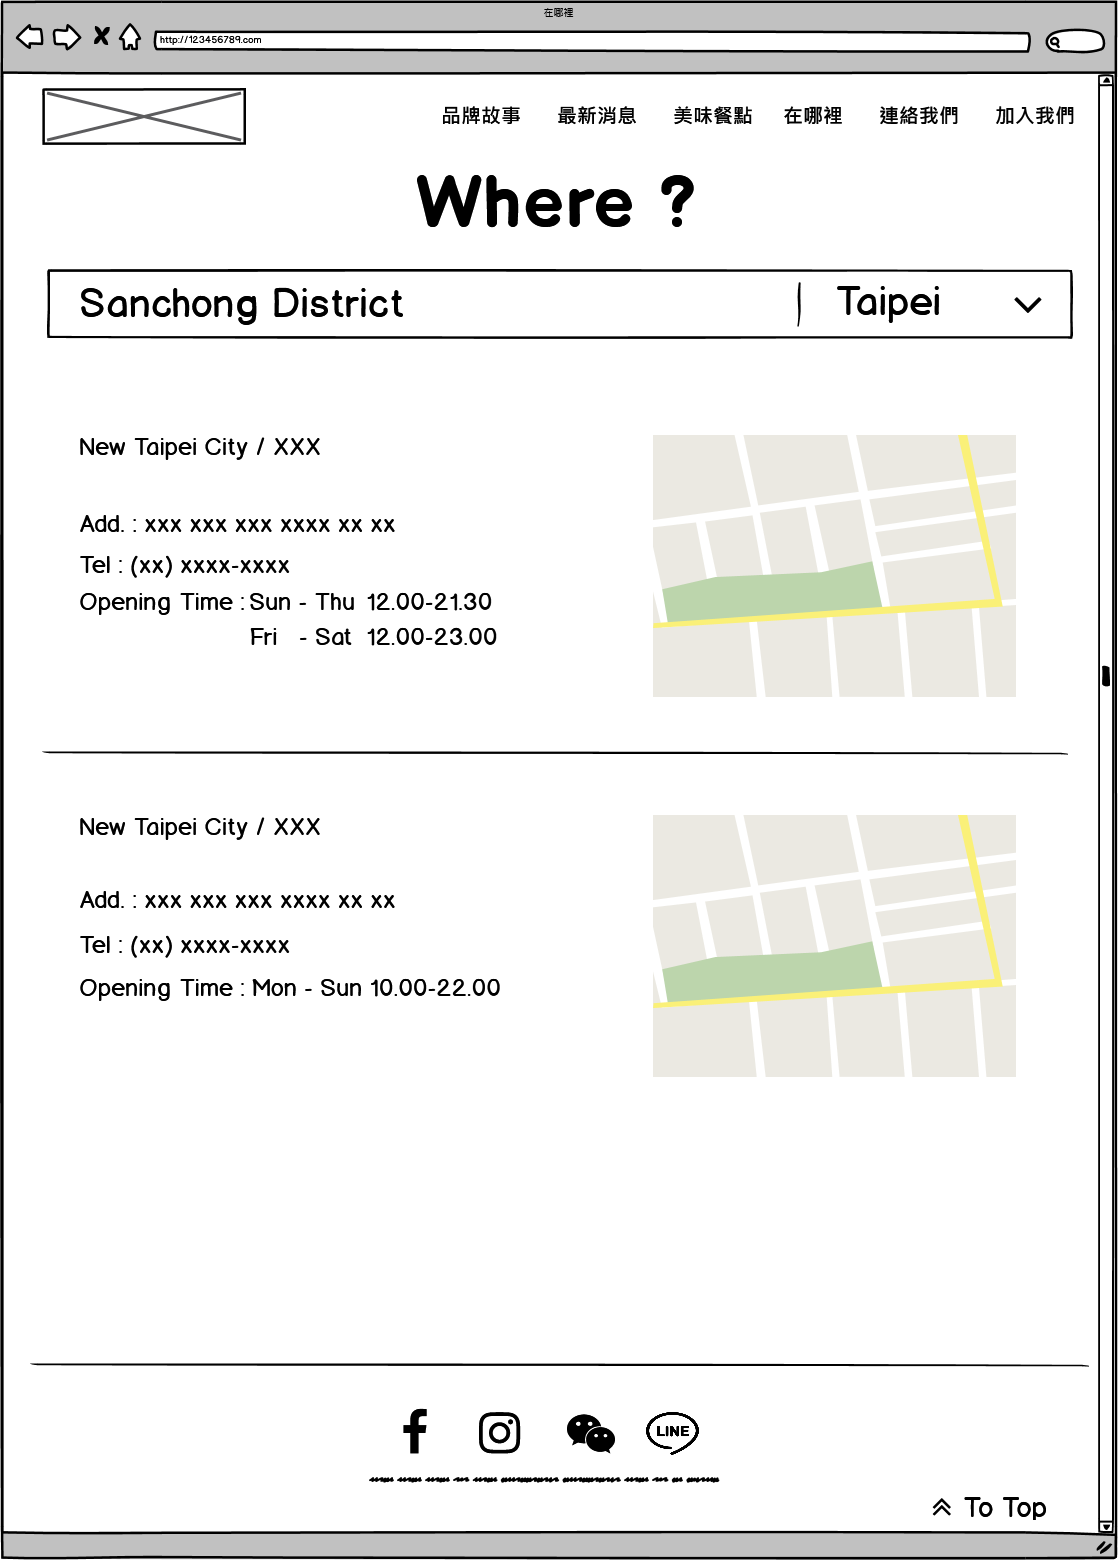 在哪裡
http://123456789.com
品牌故事 最新消息 美味餐點 在哪裡 連絡我們 加入我們
Where ?
Sanchong District Taipei
New Taipei City / XXX
Add. : xxx xxx xxx xxxx xx xx
Tel : (xx) xxxx-xxxx
Opening Time : Sun - Thu 12.00-21.30
Fri - Sat 12.00-23.00
New Taipei City / XXX
Add. : xxx xxx xxx xxxx xx xx
Tel : (xx) xxxx-xxxx
Opening Time : Mon - Sun 10.00-22.00
LINE
To Top